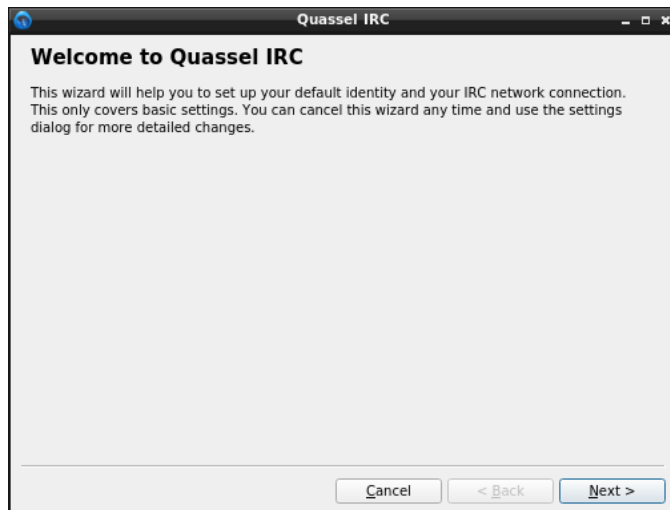 Quassel IRC
Welcome to Quassel IRC
This wizard will help you to set up your default identity and your IRC network connection.
This only covers basic settings. You can cancel this wizard any time and use the settings
dialog for more detailed changes.
Cancel
< Back
Next >